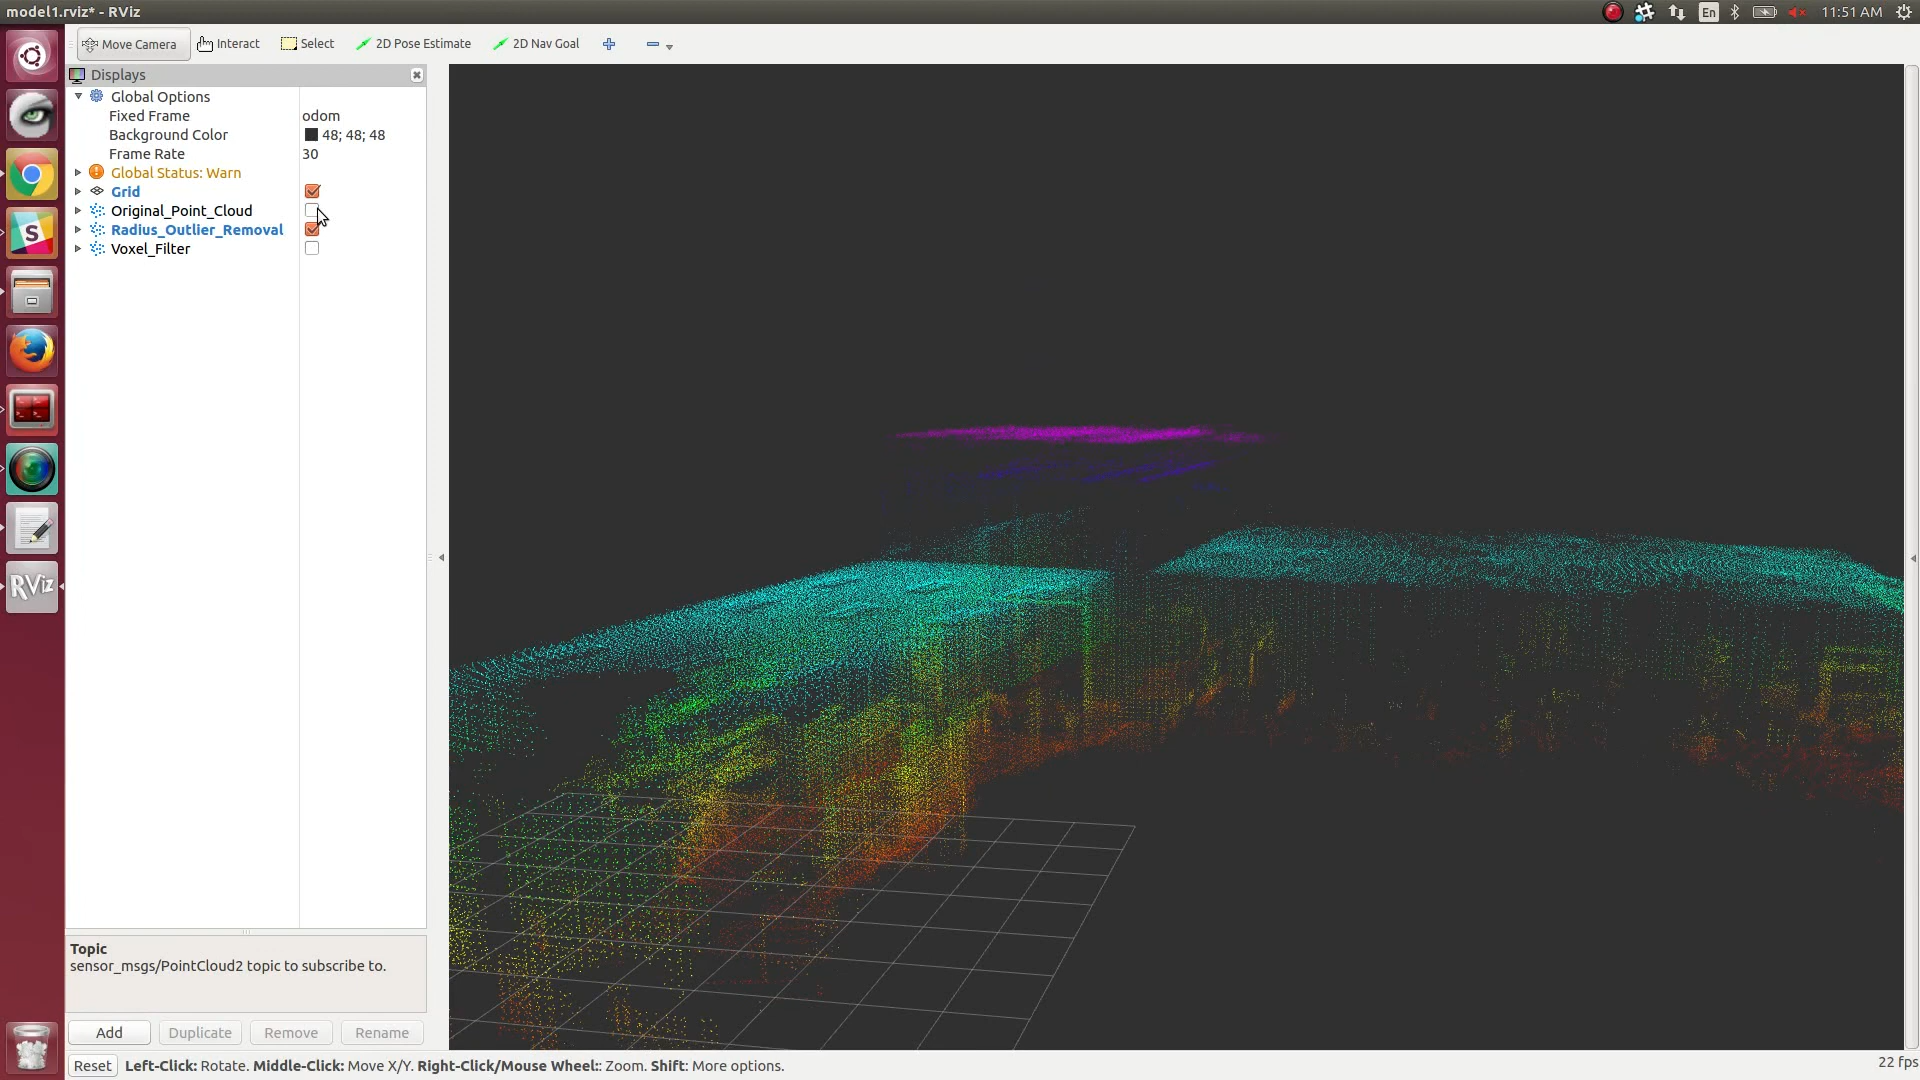 model1.rviz* - RViz
En
11:51 AM
Move Camera
Interact
Select
2D Pose Estimate
2D Nav Goal
Displays
Global Options
Fixed Frame
odom
Background Color
48; 48; 48
Frame Rate
30
Global Status: Warn
Grid
Original_Point_Cloud
Radius_Outlier_Removal
Voxel_Filter
S
RViz
Topic
sensor_msgs/PointCloud2 topic to subscribe to.
Add
Duplicate
Remove
Rename
Reset
Left-Click: Rotate. Middle-Click: Move X/Y. Right-Click/Mouse Wheel:: Zoom. Shift: More options.
22 fps